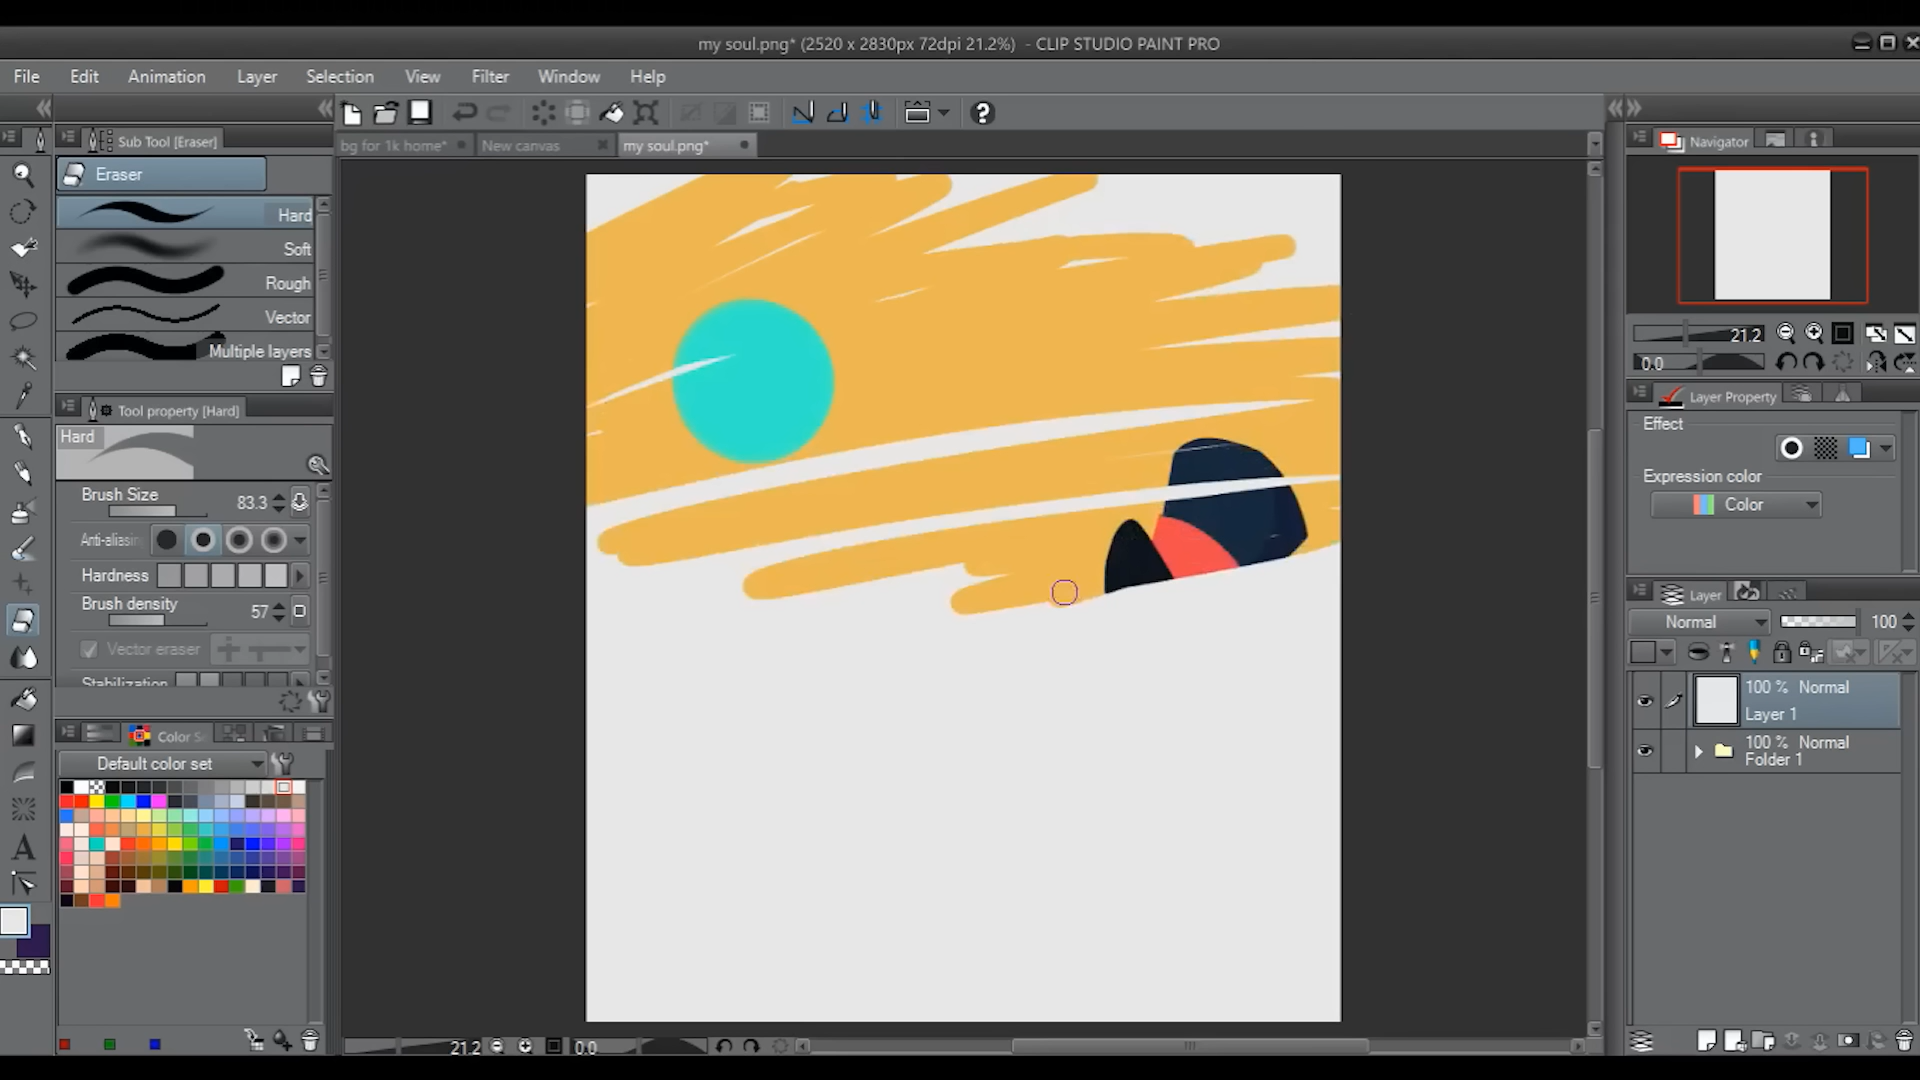 my soul.png* (2520 x 2830px 72dpi 21.2%) - CLIP STUDIO PAINT PRO
File Edit Animation Layer Selection View Filter Window Help
Sub Tool [Eraser]
bg for 1k home*
New canvas
my soul.png*
Navigator
Eraser
Hard
Soft
Rough
Vector
Multiple layers
21.2
0.0
Tool property [Hard]
Layer Property
Hard
Effect
Expression color
Color
Brush Size 83.3
Anti-aliasin
Hardness
Brush density 57
Vector eraser
Stabilization
Layer
Normal 100
100 % Normal
Layer 1
100 % Normal
Folder 1
Color S
Default color set
A
21.2 0.0